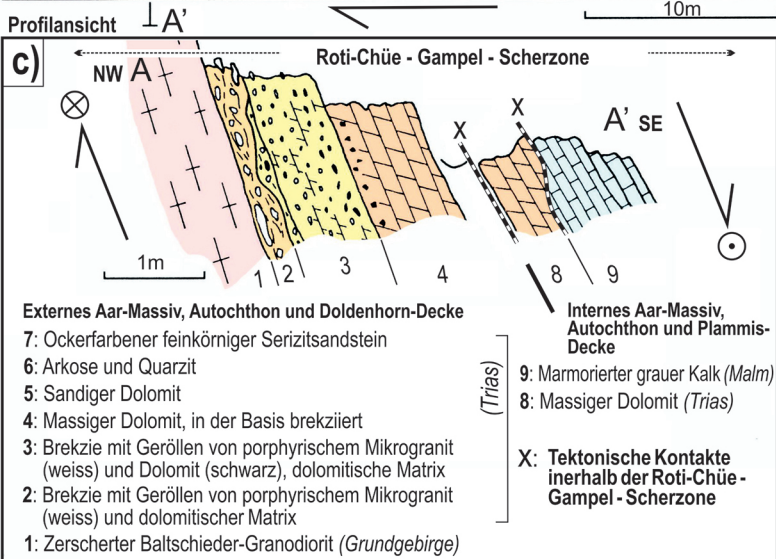 Profilansicht
⊥A'
10m
c)
Roti-Chüe - Gampel - Scherzone
NW A
X
X
A' SE
1m
1
2
3
4
8
9
Externes Aar-Massiv, Autochthon und Doldenhorn-Decke
7: Ockerfarbener feinkörniger Serizitsandstein
6: Arkose und Quarzit
5: Sandiger Dolomit
4: Massiger Dolomit, in der Basis brekziiert
3: Brekzie mit Geröllen von porphyrischem Mikrogranit
(weiss) und Dolomit (schwarz), dolomitische Matrix
2: Brekzie mit Geröllen von porphyrischem Mikrogranit
(weiss) und dolomitischer Matrix
1: Zerscherter Baltschieder-Granodiorit (Grundgebirge)
(Trias)
Internes Aar-Massiv,
Autochthon und Plammis-
Decke
9: Marmorierter grauer Kalk (Malm)
8: Massiger Dolomit (Trias)
X: Tektonische Kontakte
inerhalb der Roti-Chüe -
Gampel - Scherzone